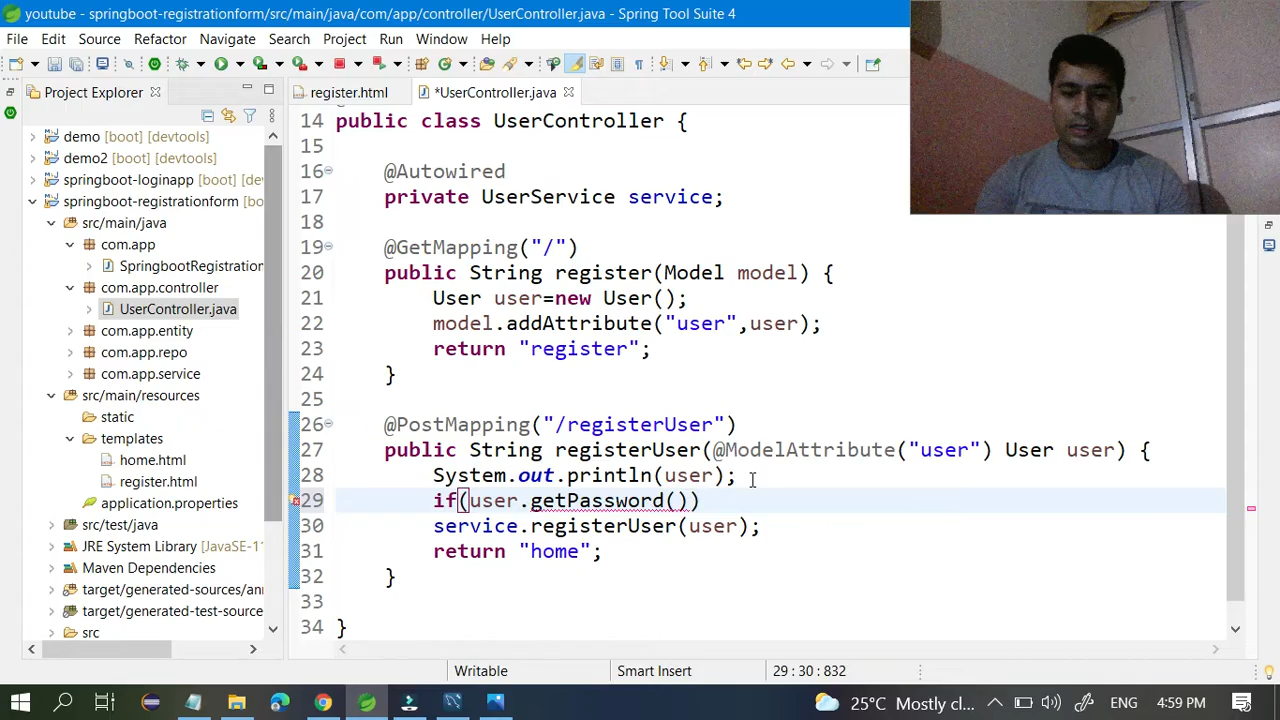 youtube - springboot-registrationform/src/main/java/com/app/controller/UserController.java - Spring Tool Suite 4
File Edit Source Refactor Navigate Search Project Run Window Help
Project Explorer
register.html
*UserController.java
demo [boot] [devtools]
demo2 [boot] [devtools]
springboot-loginapp [boot] [de
springboot-registrationform [bo
src/main/java
com.app
SpringbootRegistration
com.app.controller
UserController.java
com.app.entity
com.app.repo
com.app.service
src/main/resources
static
templates
home.html
register.html
application.properties
src/test/java
JRE System Library [JavaSE-11
Maven Dependencies
target/generated-sources/an
target/generated-test-source
src
14 public class UserController {
15
16 @Autowired
17 private UserService service;
18
19 @GetMapping("/")
20 public String register(Model model) {
21 User user=new User();
22 model.addAttribute("user",user);
23 return "register";
24 }
25
26 @PostMapping("/registerUser")
27 public String registerUser(@ModelAttribute("user") User user) {
28 System.out.println(user);
29 if(user.getPassword())
30 service.registerUser(user);
31 return "home";
32 }
33
34 }
Writable Smart Insert 29 : 30 : 832
25°C Mostly cl... ENG 4:59 PM